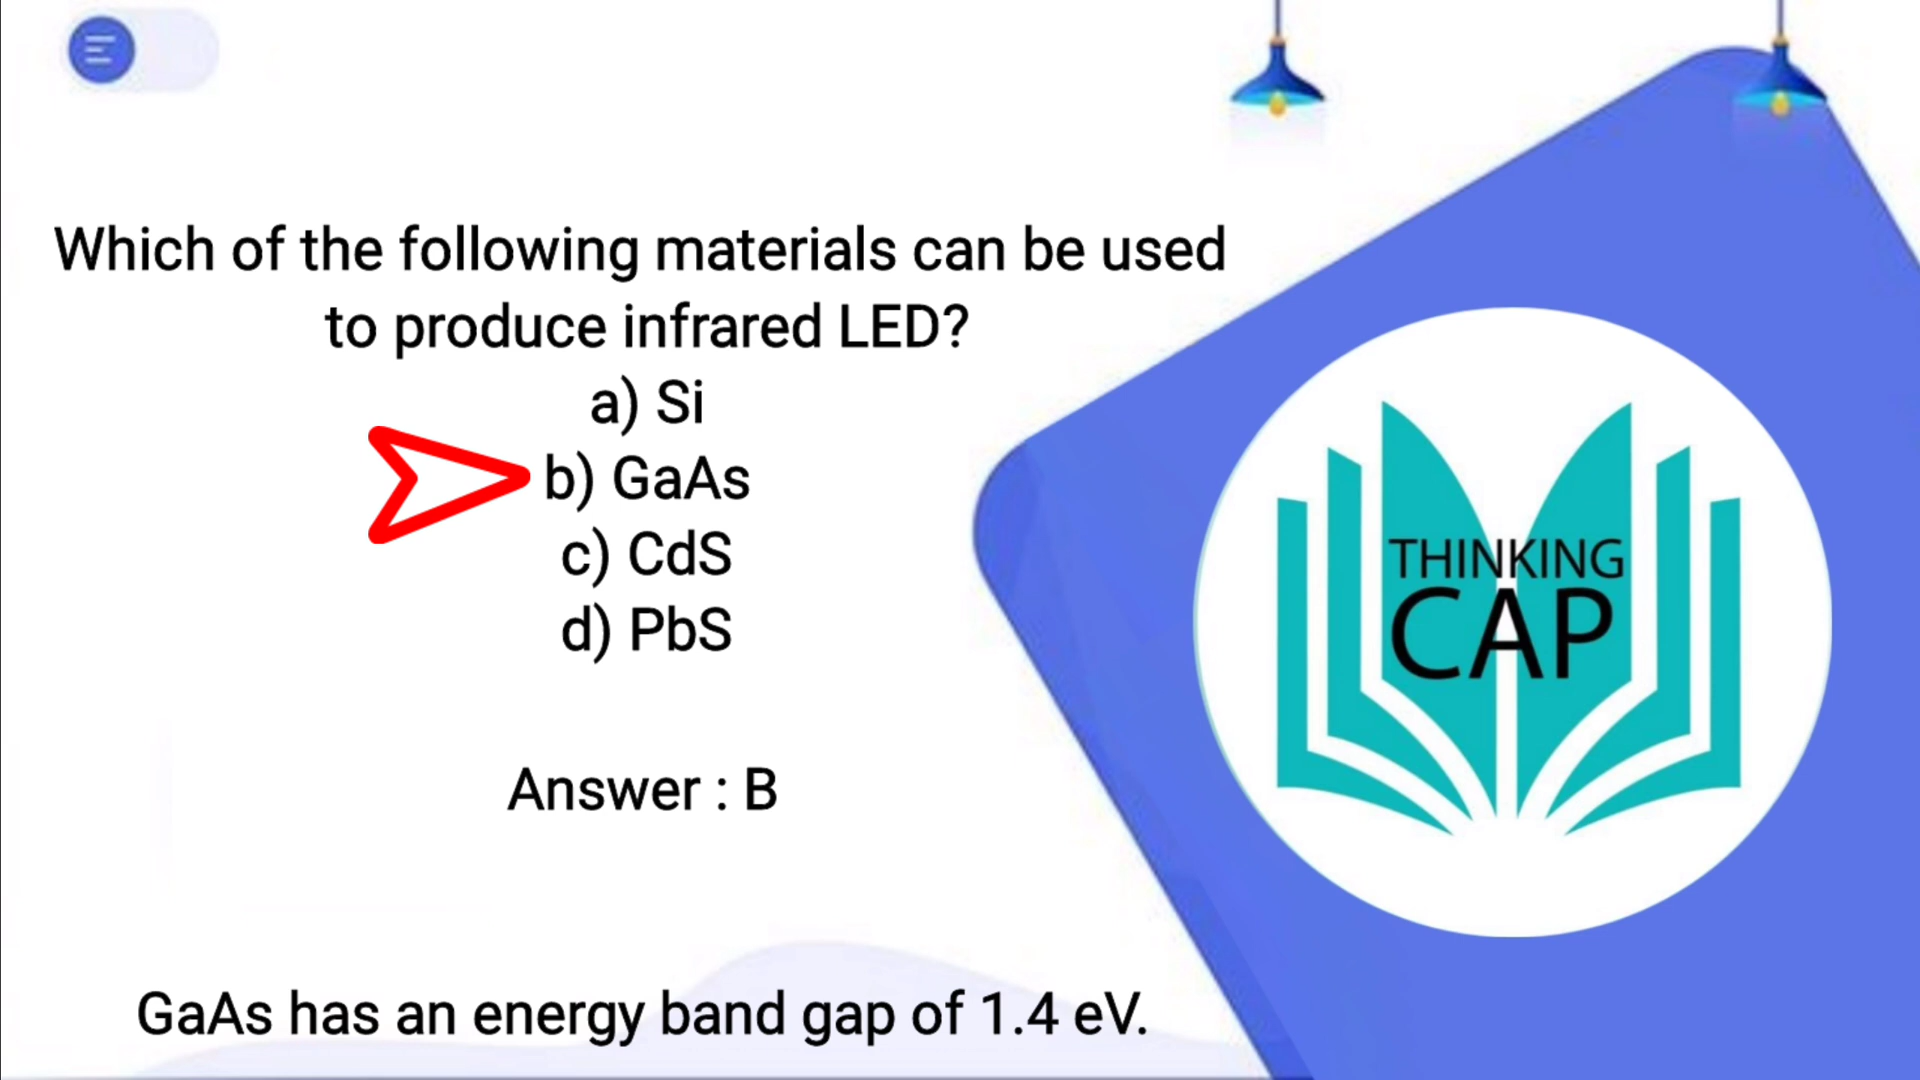 Which of the following materials can be used
to produce infrared LED?
a) Si
b) GaAs
c) CdS
d) PbS
Answer : B
GaAs has an energy band gap of 1.4 eV.
THINKING
CAP